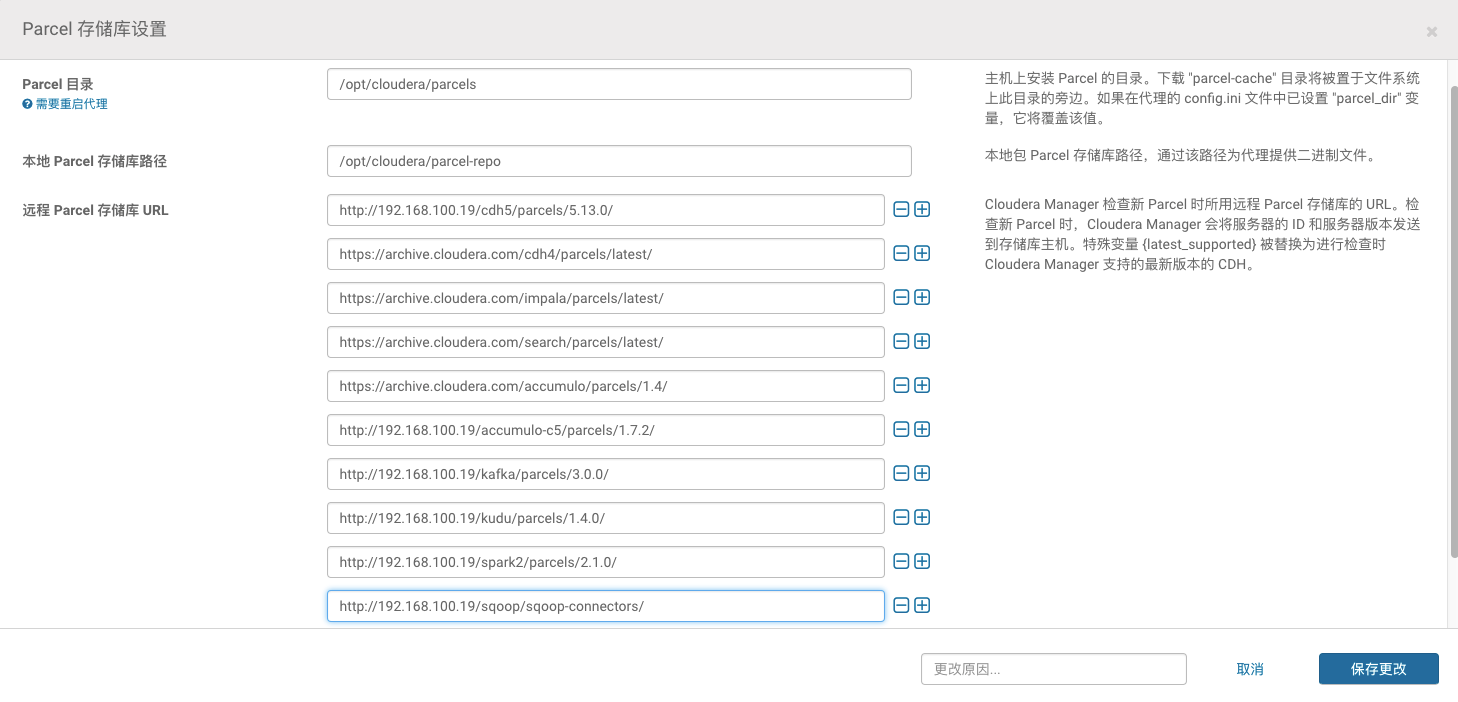 Parcel 存储库设置
×
Parcel 目录
需要重启代理
/opt/cloudera/parcels
主机上安装 Parcel 的目录。下载 "parcel-cache" 目录将被置于文件系统
上此目录的旁边。如果在代理的 config.ini 文件中已设置 "parcel_dir" 变
量，它将覆盖该值。
本地 Parcel 存储库路径
/opt/cloudera/parcel-repo
本地包 Parcel 存储库路径，通过该路径为代理提供二进制文件。
远程 Parcel 存储库 URL
http://192.168.100.19/cdh5/parcels/5.13.0/
https://archive.cloudera.com/cdh4/parcels/latest/
https://archive.cloudera.com/impala/parcels/latest/
https://archive.cloudera.com/search/parcels/latest/
https://archive.cloudera.com/accumulo/parcels/1.4/
http://192.168.100.19/accumulo-c5/parcels/1.7.2/
http://192.168.100.19/kafka/parcels/3.0.0/
http://192.168.100.19/kudu/parcels/1.4.0/
http://192.168.100.19/spark2/parcels/2.1.0/
http://192.168.100.19/sqoop/sqoop-connectors/
Cloudera Manager 检查新 Parcel 时所用远程 Parcel 存储库的 URL。检
查新 Parcel 时，Cloudera Manager 会将服务器的 ID 和服务器版本发送
到存储库主机。特殊变量 {latest_supported} 被替换为进行检查时
Cloudera Manager 支持的最新版本的 CDH。
更改原因...
取消
保存更改